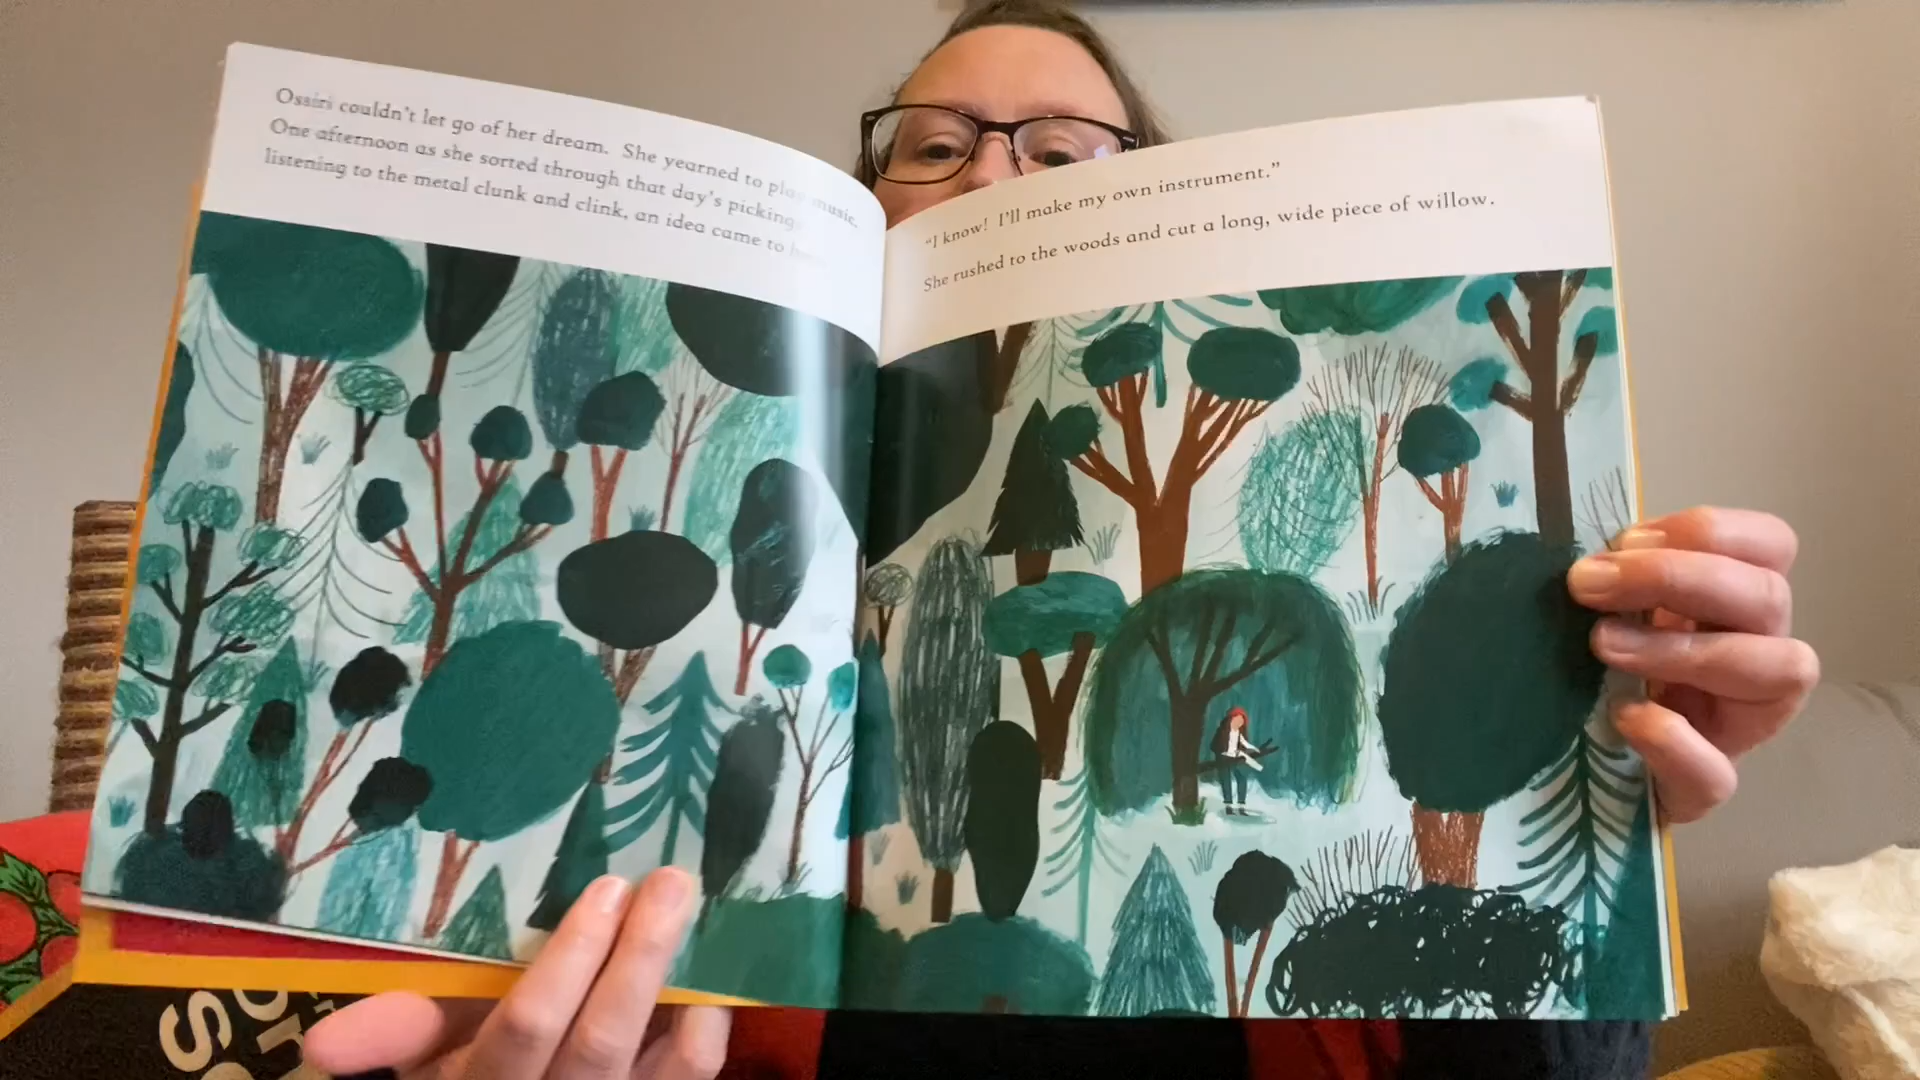 Ossiri couldn't let go of her dream. She yearned to play music.
One afternoon as she sorted through that day's pickings
listening to the metal clunk and clink, an idea came to
"I know! I'll make my own instrument."
She rushed to the woods and cut a long, wide piece of willow.